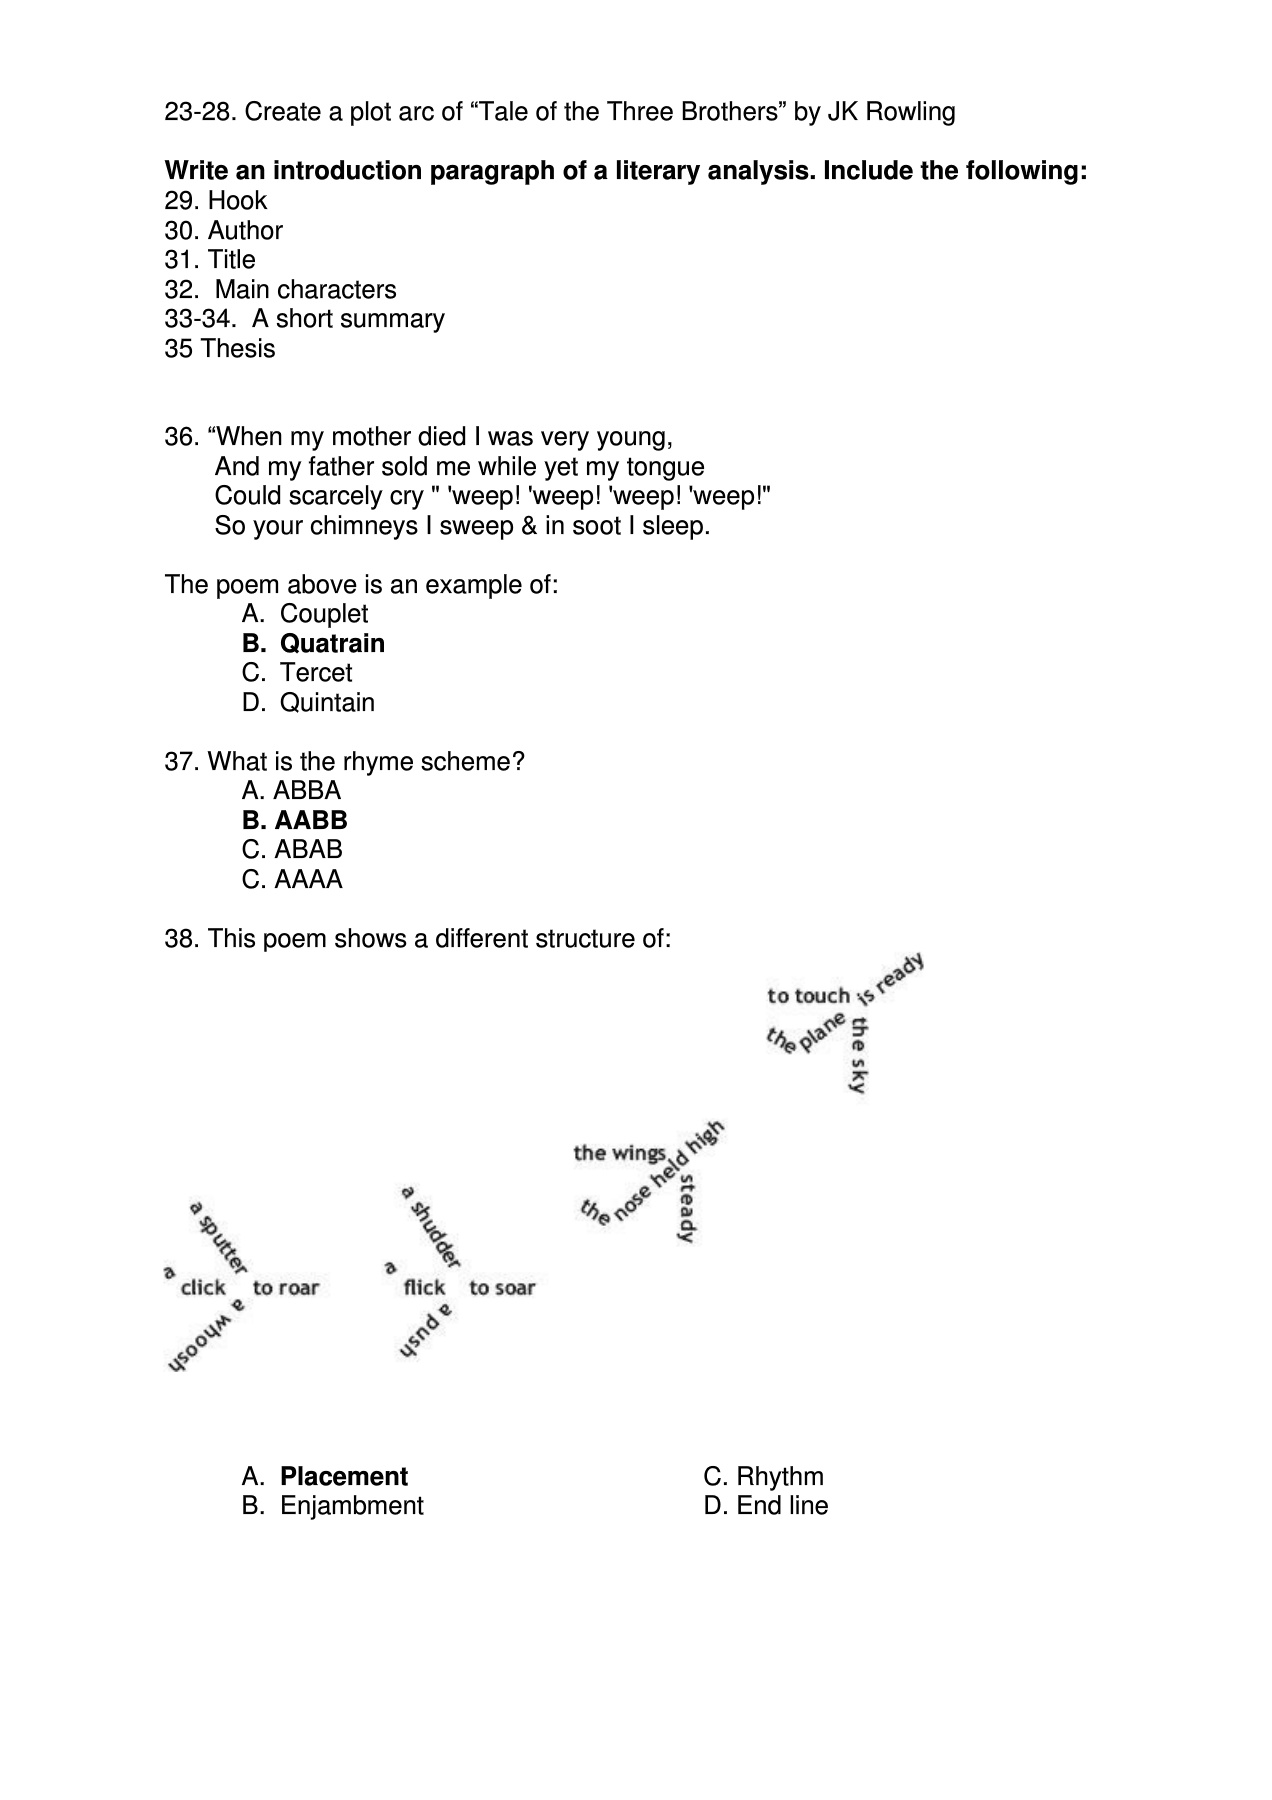 23-28. Create a plot arc of “Tale of the Three Brothers” by JK Rowling
Write an introduction paragraph of a literary analysis. Include the following:
29. Hook
30. Author
31. Title
32.  Main characters
33-34.  A short summary
35 Thesis
36. “When my mother died I was very young,
And my father sold me while yet my tongue
Could scarcely cry " 'weep! 'weep! 'weep! 'weep!"
So your chimneys I sweep & in soot I sleep.
The poem above is an example of:
A. Couplet
B. Quatrain
C. Tercet
D. Quintain
37. What is the rhyme scheme?
A. ABBA
B. AABB
C. ABAB
C. AAAA
38. This poem shows a different structure of:
a sputter
a click to roar
a whoosh
a shudder
a flick to soar
a push
the wings
the nose held high
steady
the plane is ready
to touch
the sky
A. Placement
B. Enjambment
C. Rhythm
D. End line